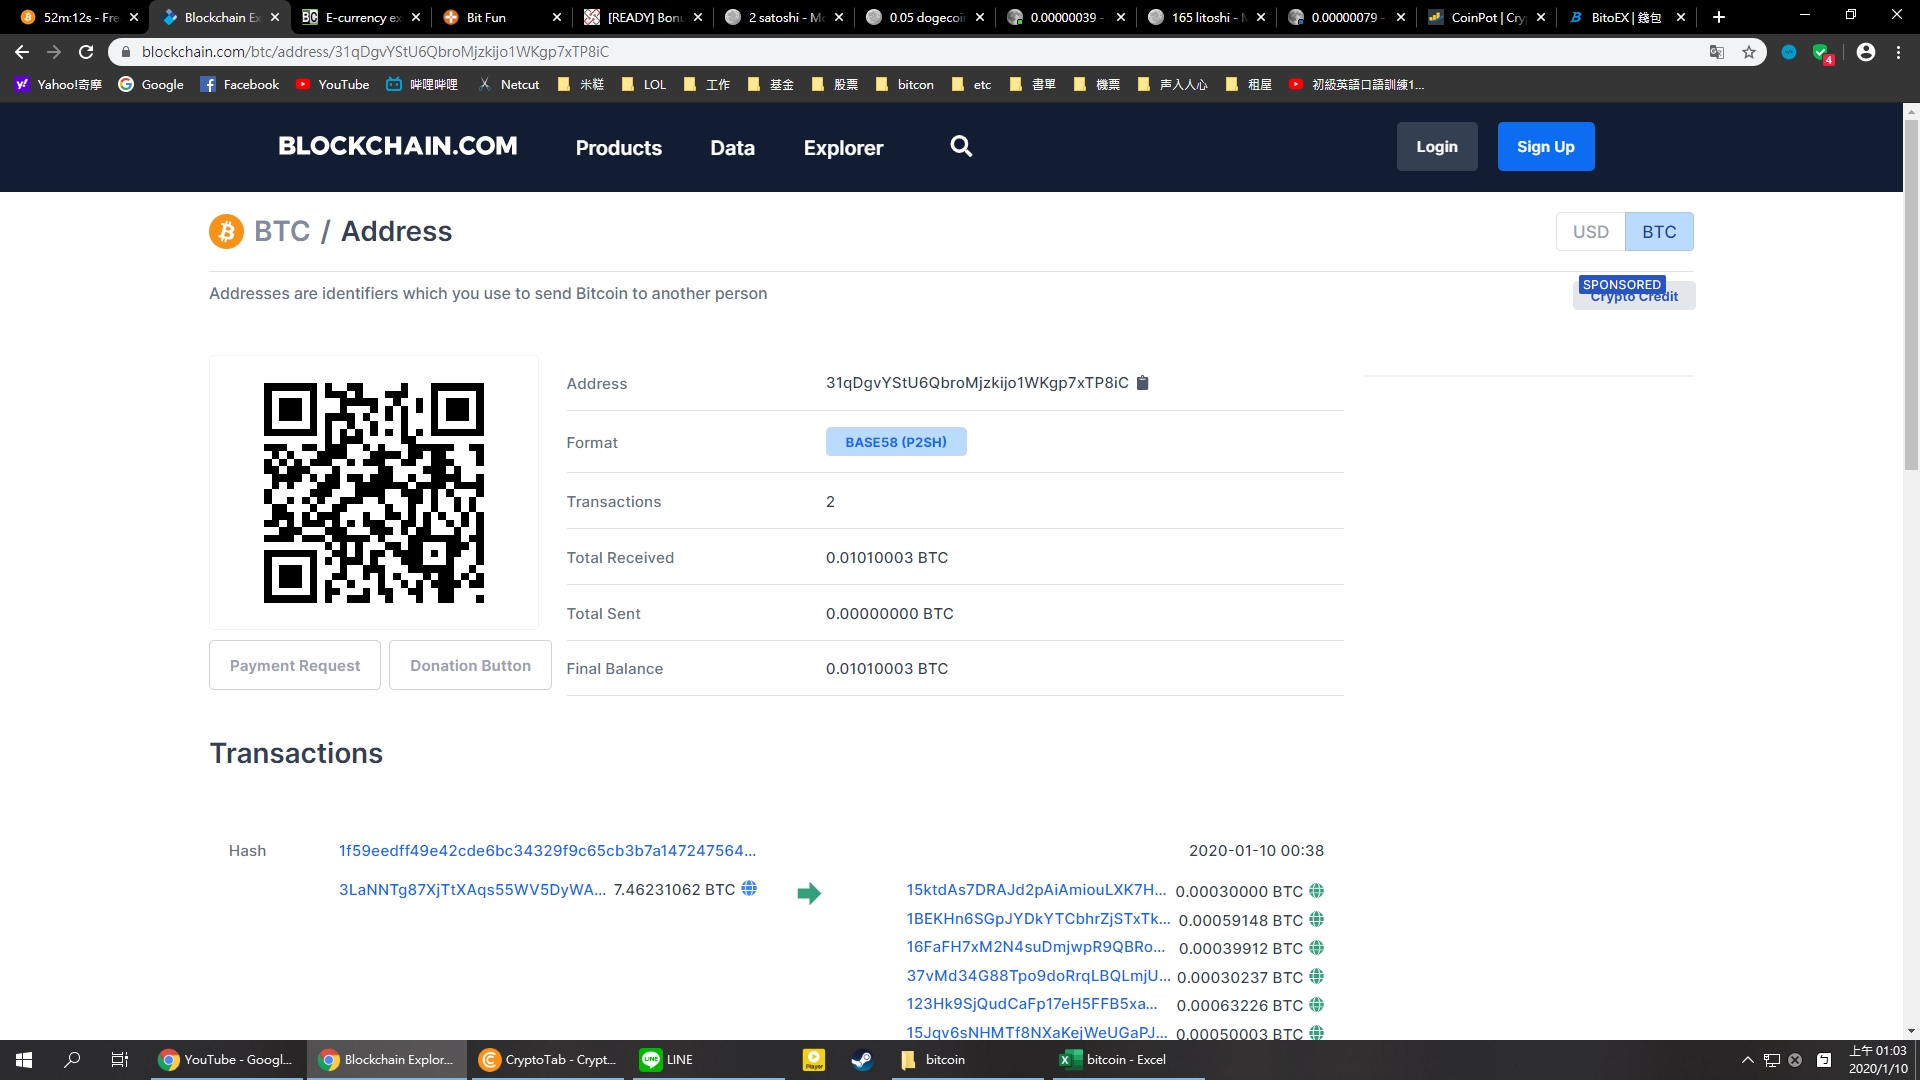 52m:12s - Fre
Blockchain Ex
E-currency ex
Bit Fun
[READY] Bonu
2 satoshi - Mo
0.05 dogecoin
0.00000039 -
165 litoshi - M
0.00000079 -
CoinPot | Cryp
BitoEX | 錢包
blockchain.com/btc/address/31qDgvYStU6QbroMjzkijo1WKgp7xTP8iC
4
Yahoo!奇摩
Google
Facebook
YouTube
哔哩哔哩
Netcut
米糕
LOL
工作
基金
股票
bitcon
etc
書單
機票
声入人心
租屋
初級英語口語訓練1...
BLOCKCHAIN.COM
Products
Data
Explorer
Login
Sign Up
BTC / Address
USD
BTC
Addresses are identifiers which you use to send Bitcoin to another person
SPONSORED
Crypto Credit
Address
31qDgvYStU6QbroMjzkijo1WKgp7xTP8iC
Format
BASE58 (P2SH)
Transactions
2
Total Received
0.01010003 BTC
Total Sent
0.00000000 BTC
Final Balance
0.01010003 BTC
Payment Request
Donation Button
Transactions
Hash
1f59eedff49e42cde6bc34329f9c65cb3b7a147247564...
2020-01-10 00:38
3LaNNTg87XjTtXAqs55WV5DyWA... 7.46231062 BTC
15ktdAs7DRAJd2pAiAmiouLXK7H... 0.00030000 BTC
1BEKHn6SGpJYDkYTCbhrZjSTxTk... 0.00059148 BTC
16FaFH7xM2N4suDmjwpR9QBRo... 0.00039912 BTC
37vMd34G88Tpo9doRrqLBQLmjU... 0.00030237 BTC
123Hk9SjQudCaFp17eH5FFB5xa... 0.00063226 BTC
15Jqv6sNHMTf8NXaKejWeUGaPJ... 0.00050003 BTC
YouTube - Googl...
Blockchain Explor...
CryptoTab - Crypt...
LINE
Player
bitcoin
bitcoin - Excel
上午 01:03
2020/1/10